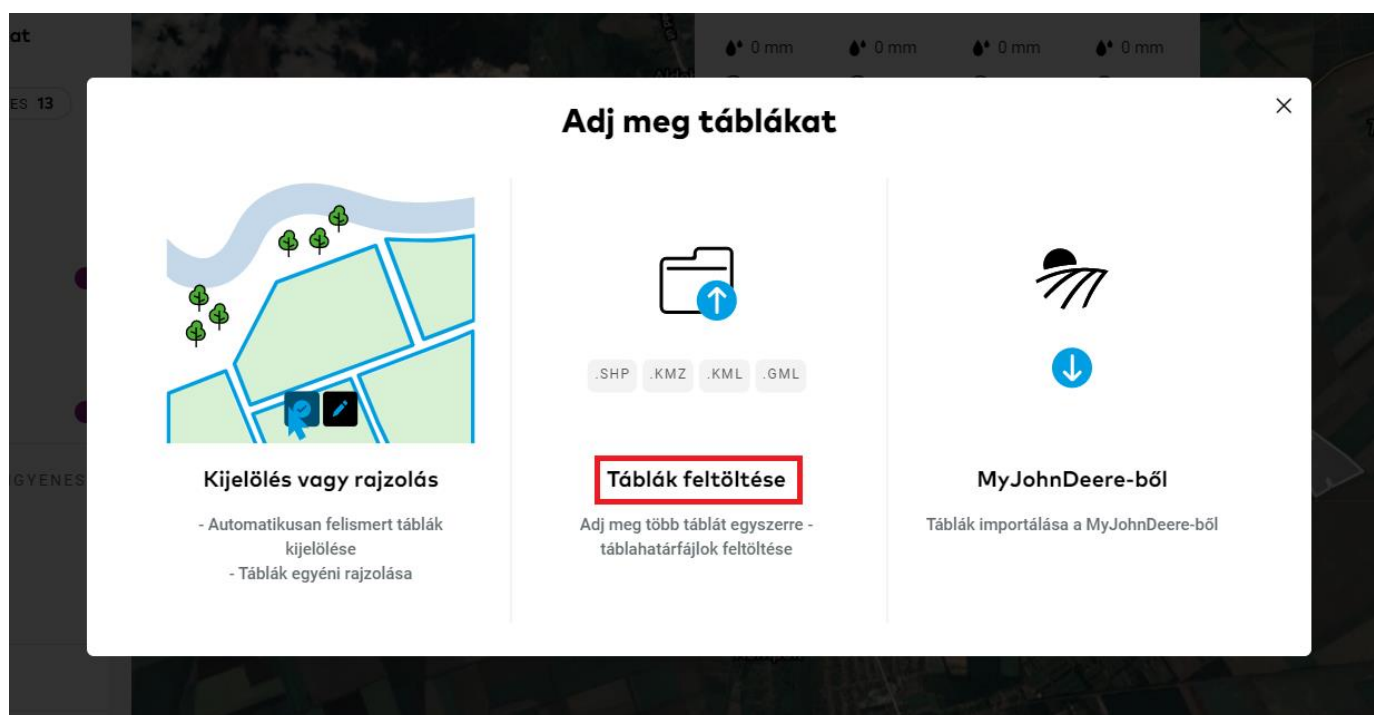 at
0 mm
0 mm
0 mm
0 mm
ES 13
Adj meg táblákat
.SHP .KMZ .KML .GML
GYENES
Kijelölés vagy rajzolás
- Automatikusan felismert táblák
kijelölése
- Táblák egyéni rajzolása
Táblák feltöltése
Adj meg több táblát egyszerre -
táblahatárfájlok feltöltése
MyJohnDeere-ből
Táblák importálása a MyJohnDeere-ből